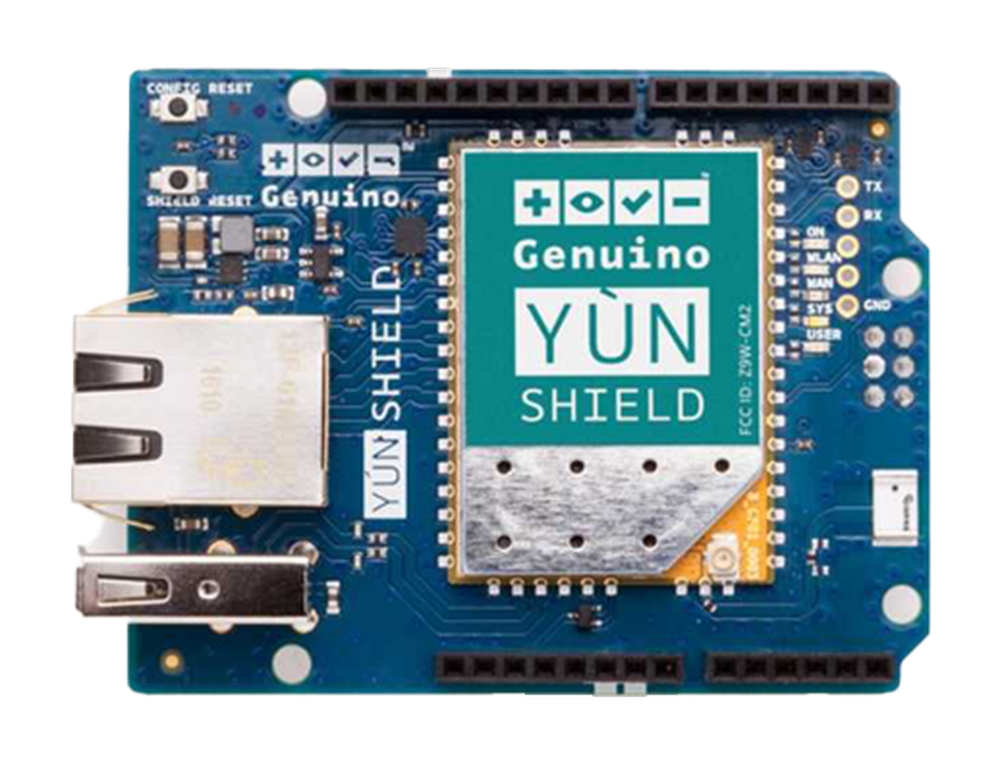 CONFIG RESET
SHIELD RESET
Genuino
YÚN SHIELD
Genuino
YÙN
SHIELD
FCC ID: Z9W-CM2
TX
RX
ON
WLAN
WAN
SYS
USER
GND
1610